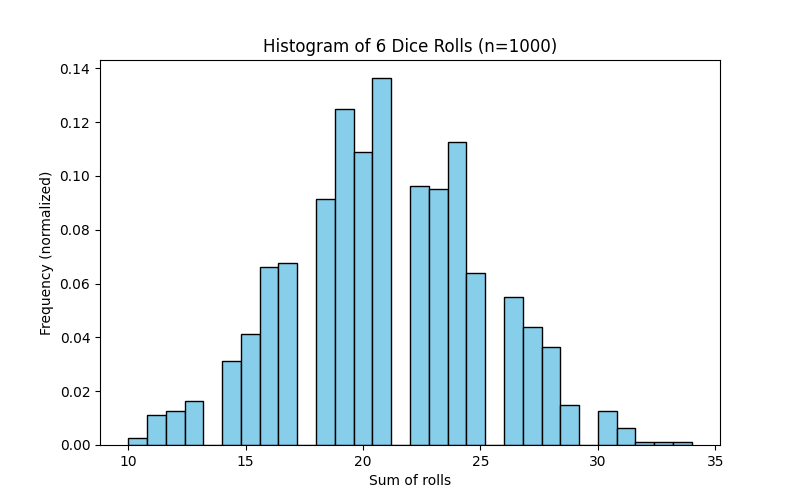 Histogram of 6 Dice Rolls (n=1000)
Frequency (normalized)
0.14
0.12
0.10
0.08
0.06
0.04
0.02
0.00
10 15 20 25 30 35
Sum of rolls